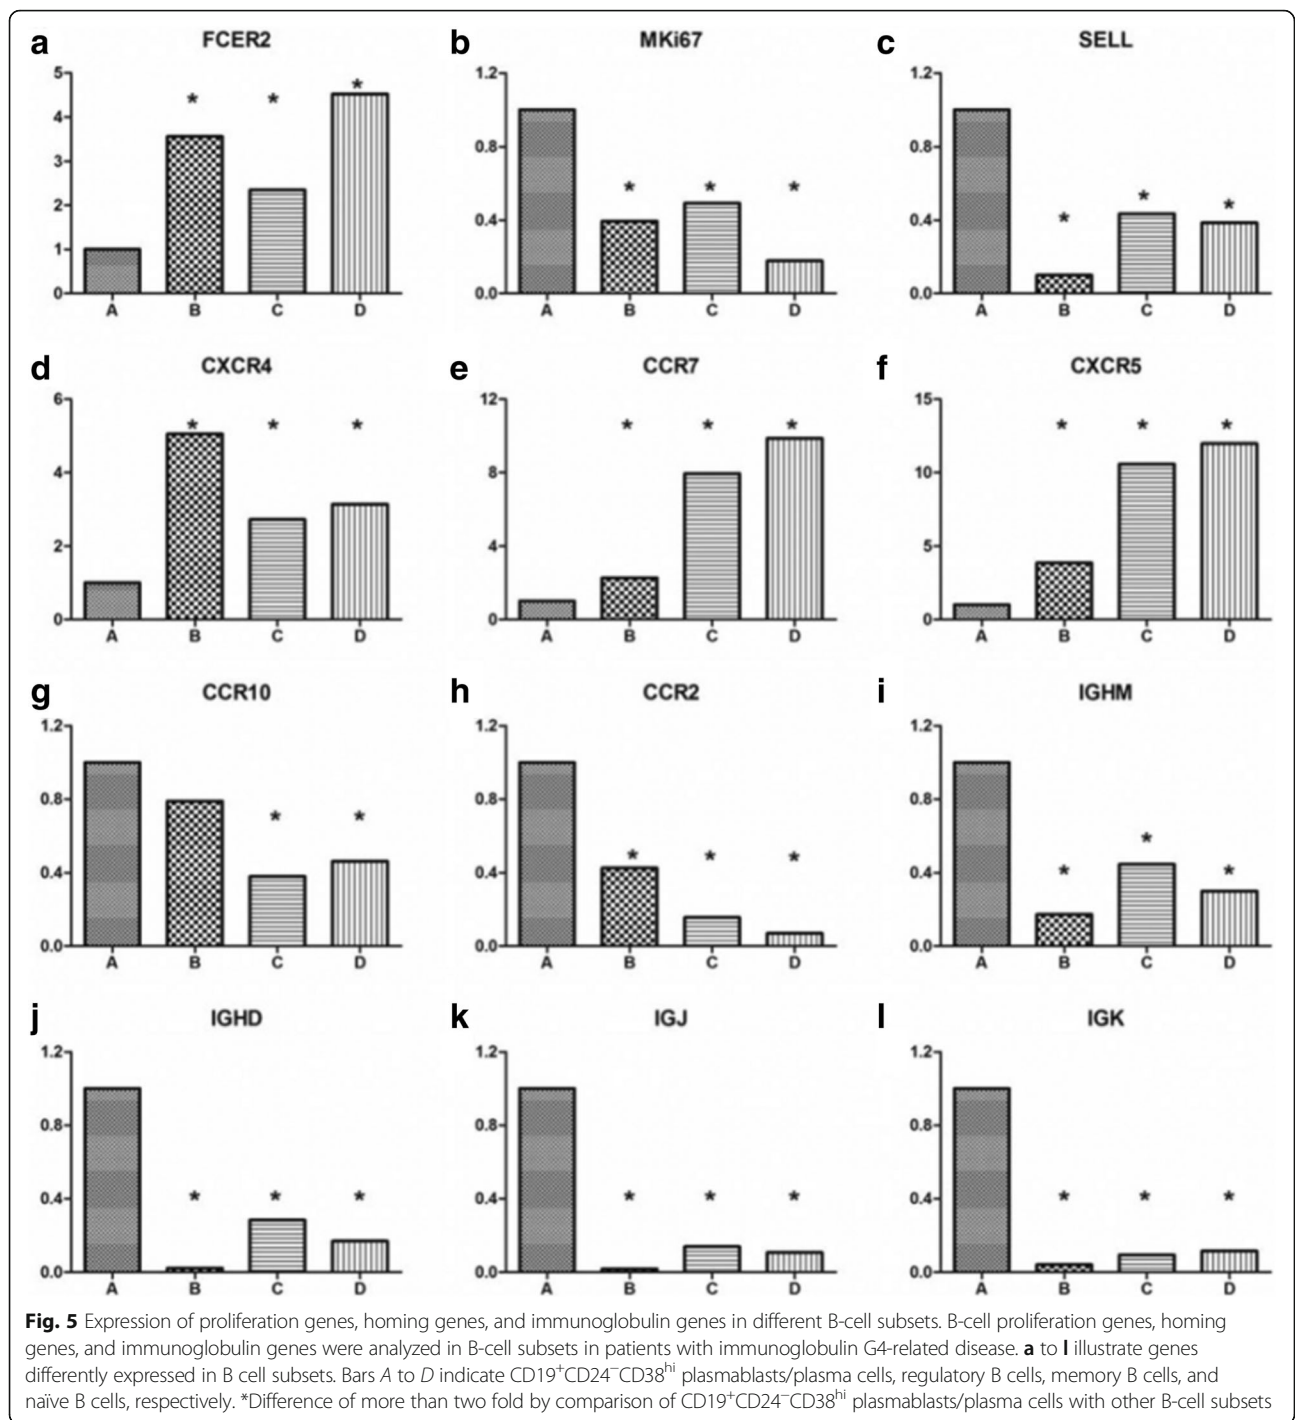 a FCER2 b MKi67 c SELL
5 1.2 1.2
* * * 
4 0.8 0.8
3 * * * * * *
2 0.4 0.4
1
0 0.0 0.0
A B C D A B C D A B C D
d CXCR4 e CCR7 f CXCR5
6 12 15
* * * * * * * * *
4 8 10
2 4 5
0 0 0
A B C D A B C D A B C D
g CCR10 h CCR2 i IGHM
1.2 1.2 1.2
0.8 0.8 0.8
* * * * * * * *
0.4 0.4 0.4
0.0 0.0 0.0
A B C D A B C D A B C D
j IGHD k IGJ l IGK
1.2 1.2 1.2
0.8 0.8 0.8
0.4 * * * 0.4 * * * 0.4 * * *
0.0 0.0 0.0
A B C D A B C D A B C D
Fig. 5 Expression of proliferation genes, homing genes, and immunoglobulin genes in different B-cell subsets. B-cell proliferation genes, homing
genes, and immunoglobulin genes were analyzed in B-cell subsets in patients with immunoglobulin G4-related disease. a to l illustrate genes
differently expressed in B cell subsets. Bars A to D indicate CD19⁺CD24⁻CD38ʰⁱ plasmablasts/plasma cells, regulatory B cells, memory B cells, and
naïve B cells, respectively. *Difference of more than two fold by comparison of CD19⁺CD24⁻CD38ʰⁱ plasmablasts/plasma cells with other B-cell subsets